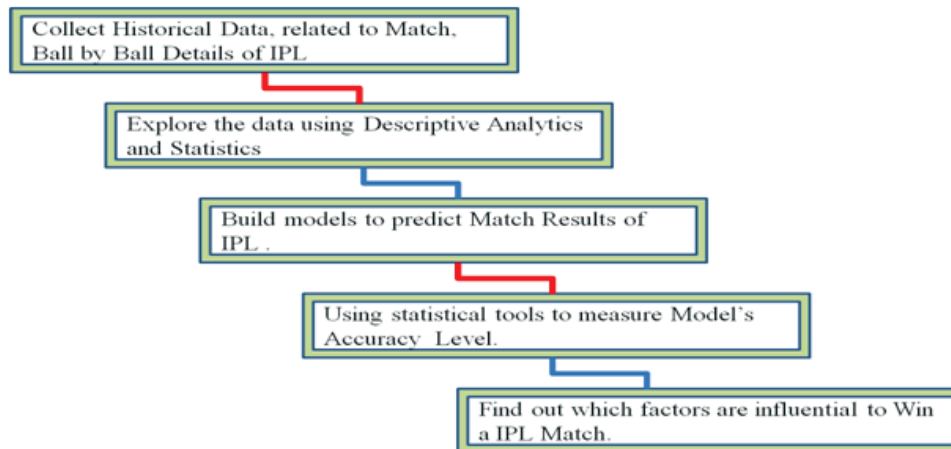 Collect Historical Data, related to Match,
Ball by Ball Details of IPL
Explore the data using Descriptive Analytics
and Statistics
Build models to predict Match Results of
IPL .
Using statistical tools to measure Model's
Accuracy Level.
Find out which factors are influential to Win
a IPL Match.